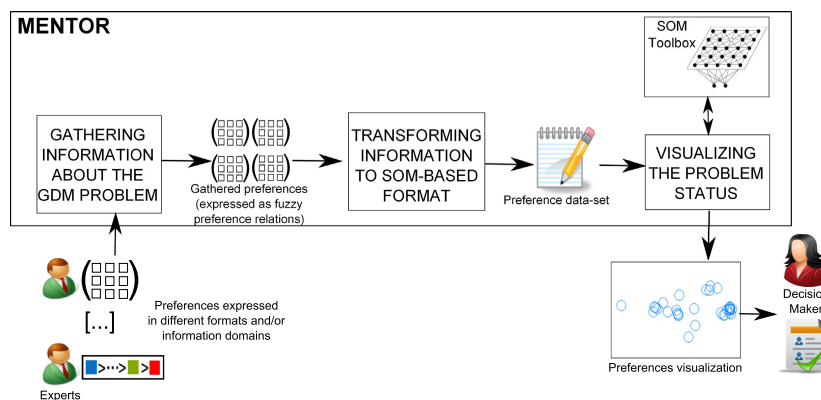 MENTOR
SOM
Toolbox
GATHERING
INFORMATION
ABOUT THE
GDM PROBLEM
Gathered preferences
(expressed as fuzzy
preference relations)
TRANSFORMING
INFORMATION
TO SOM-BASED
FORMAT
Preference data-set
VISUALIZING
THE PROBLEM
STATUS
[...]
Preferences expressed
in different formats and/or
information domains
>...> >
Experts
Preferences visualization
Decision
Maker